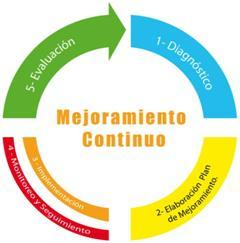 Mejoramiento
Continuo
1- Diagnóstico
2- Elaboración Plan
de Mejoramiento.
3 - Implementación
4 - Monitoreo y Seguimiento
5- Evaluación